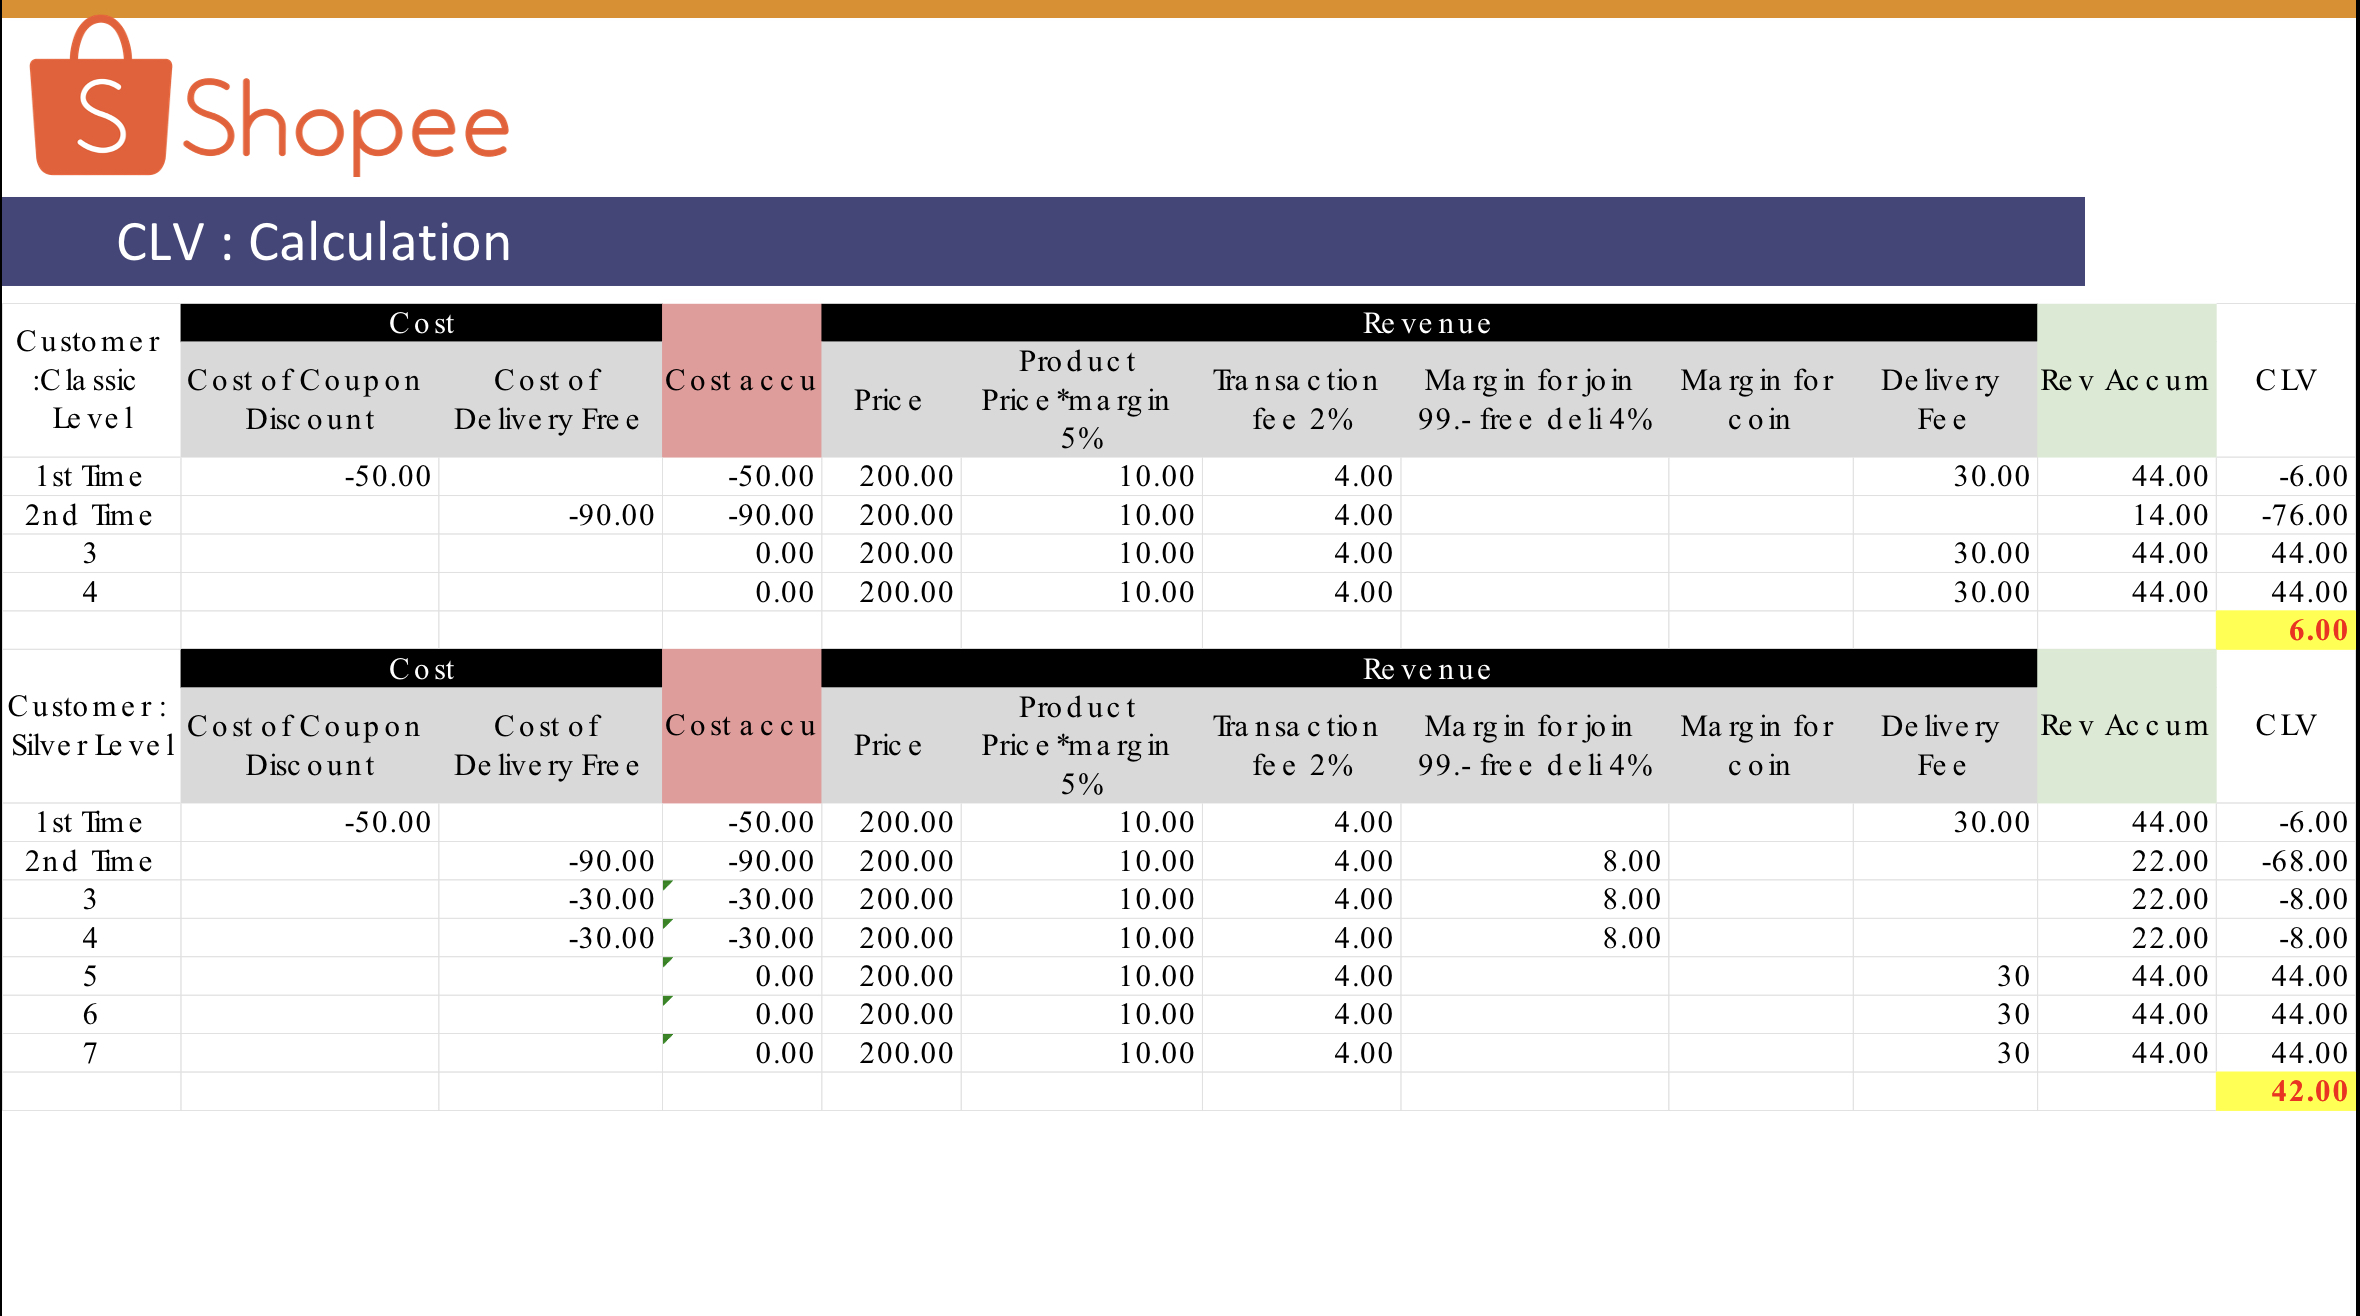 S Shopee
CLV : Calculation
Customer :Classic Level
Cost
Cost accu
Revenue
Rev Accum
CLV
Cost of Coupon Discount
Cost of Delivery Free
Price
Product Price*margin 5%
Transaction fee 2%
Margin for join 99.- free deli 4%
Margin for coin
Delivery Fee
1st Time -50.00 -50.00 200.00 10.00 4.00 30.00 44.00 -6.00
2nd Time -90.00 -90.00 200.00 10.00 4.00 14.00 -76.00
3 0.00 200.00 10.00 4.00 30.00 44.00 44.00
4 0.00 200.00 10.00 4.00 30.00 44.00 44.00
6.00
Customer: Silver Level
Cost
Cost accu
Revenue
Rev Accum
CLV
Cost of Coupon Discount
Cost of Delivery Free
Price
Product Price*margin 5%
Transaction fee 2%
Margin for join 99.- free deli 4%
Margin for coin
Delivery Fee
1st Time -50.00 -50.00 200.00 10.00 4.00 30.00 44.00 -6.00
2nd Time -90.00 -90.00 200.00 10.00 4.00 8.00 22.00 -68.00
3 -30.00 -30.00 200.00 10.00 4.00 8.00 22.00 -8.00
4 -30.00 -30.00 200.00 10.00 4.00 8.00 22.00 -8.00
5 0.00 200.00 10.00 4.00 30 44.00 44.00
6 0.00 200.00 10.00 4.00 30 44.00 44.00
7 0.00 200.00 10.00 4.00 30 44.00 44.00
42.00